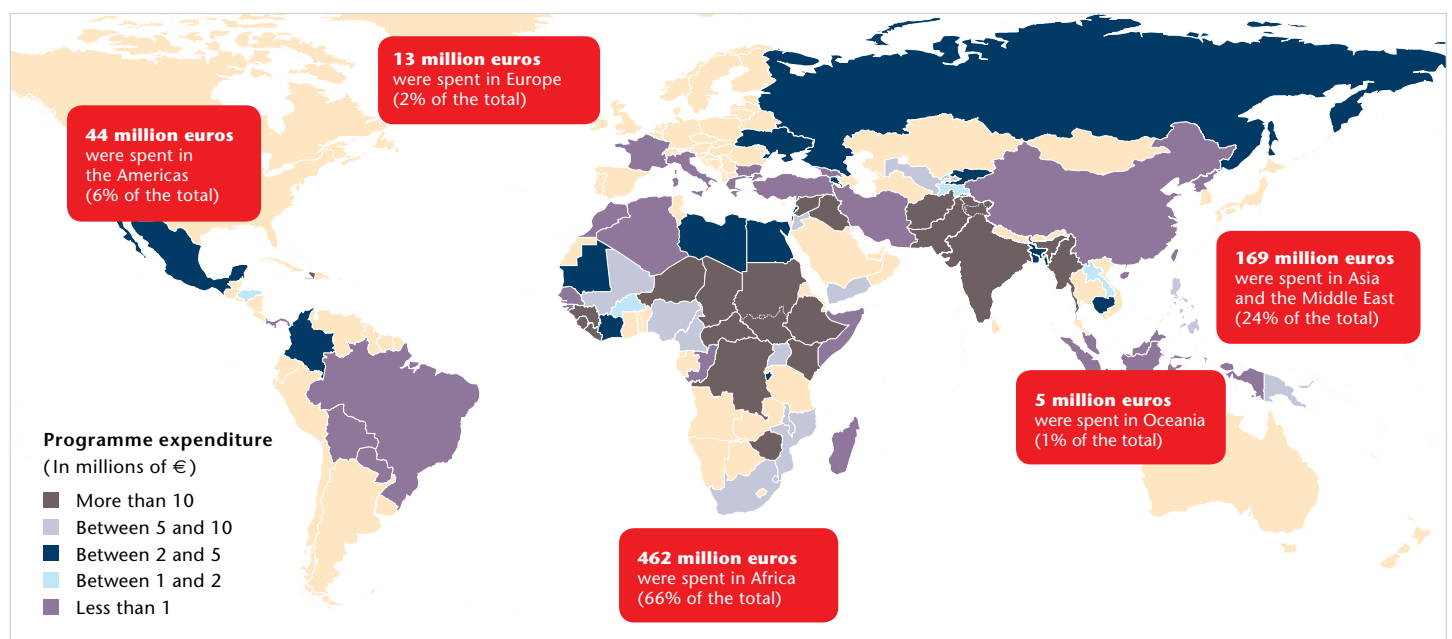 13 million euros
were spent in Europe
(2% of the total)
44 million euros
were spent in
the Americas
(6% of the total)
169 million euros
were spent in Asia
and the Middle East
(24% of the total)
5 million euros
were spent in Oceania
(1% of the total)
Programme expenditure
(In millions of €)
More than 10
Between 5 and 10
Between 2 and 5
Between 1 and 2
Less than 1
462 million euros
were spent in Africa
(66% of the total)